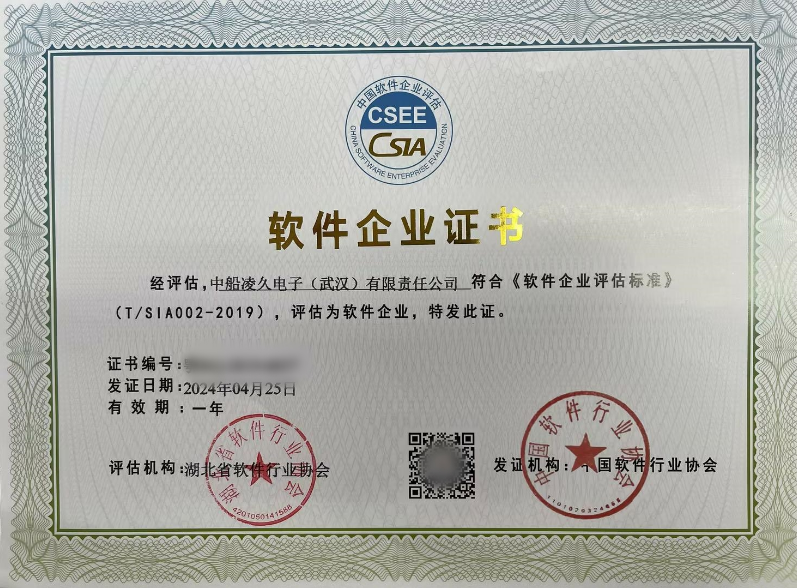 中国软件企业评估
CSEE
CSIA
CHINA SOFTWARE ENTERPRISE EVALUATION
软件企业证书
经评估，中船凌久电子（武汉）有限责任公司 符合《软件企业评估标准》
（T/SIA002-2019），评估为软件企业，特发此证。
证书编号：
发证日期：2024年04月25日
有 效 期 ：一年
评估机构：湖北省软件行业协会
湖北省软件行业协会
4201050141588
发证机构：中国软件行业协会
中国软件行业协会